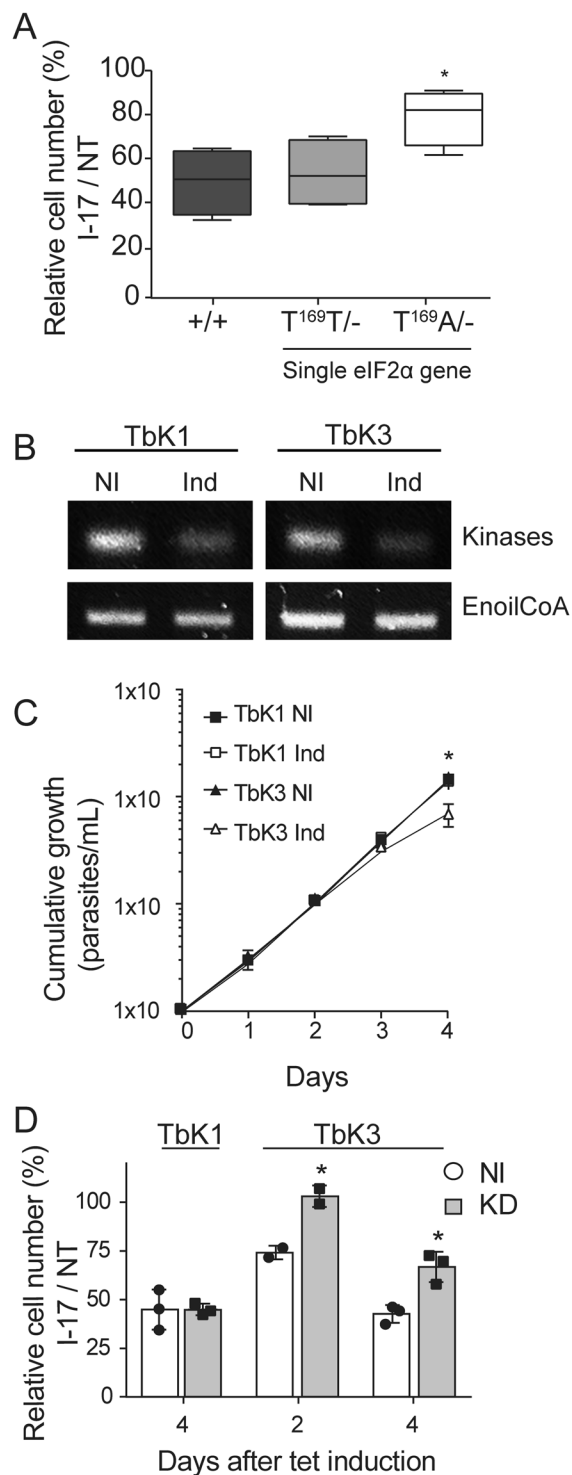 A
Relative cell number (%)
I-17 / NT
100
80
60
40
20
0
*
+/+
T¹⁶⁹T/-
T¹⁶⁹A/-
Single eIF2α gene
B
TbK1
TbK3
NI
Ind
NI
Ind
Kinases
EnoilCoA
C
Cumulative growth
(parasites/mL)
1x10
1x10
1x10
1x10
TbK1 NI
TbK1 Ind
TbK3 NI
TbK3 Ind
*
0
1
2
3
4
Days
D
TbK1
TbK3
NI
KD
Relative cell number (%)
I-17 / NT
100
75
50
25
0
*
*
4
2
4
Days after tet induction